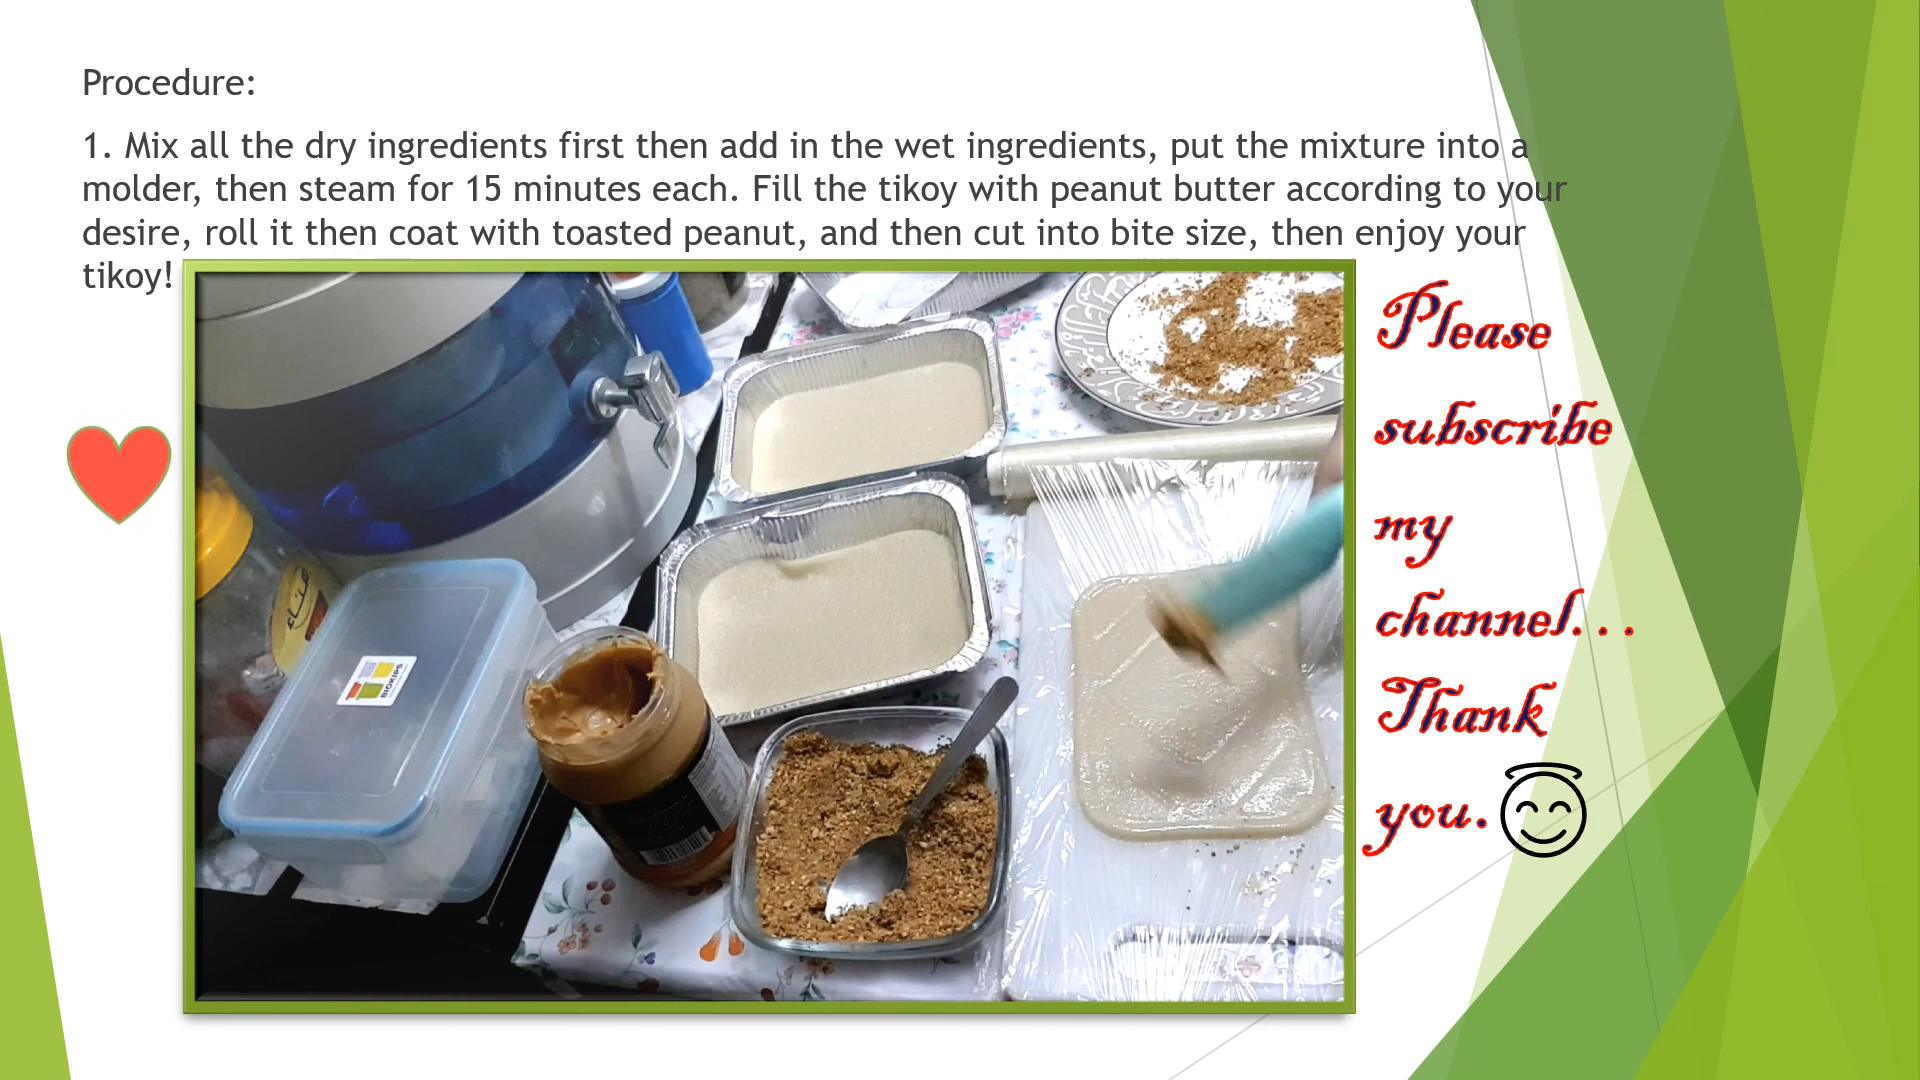 Procedure:
1. Mix all the dry ingredients first then add in the wet ingredients, put the mixture into a
molder, then steam for 15 minutes each. Fill the tikoy with peanut butter according to your
desire, roll it then coat with toasted peanut, and then cut into bite size, then enjoy your
tikoy!
Please
subscribe
my
channel...
Thank
you.
BIOKIPS